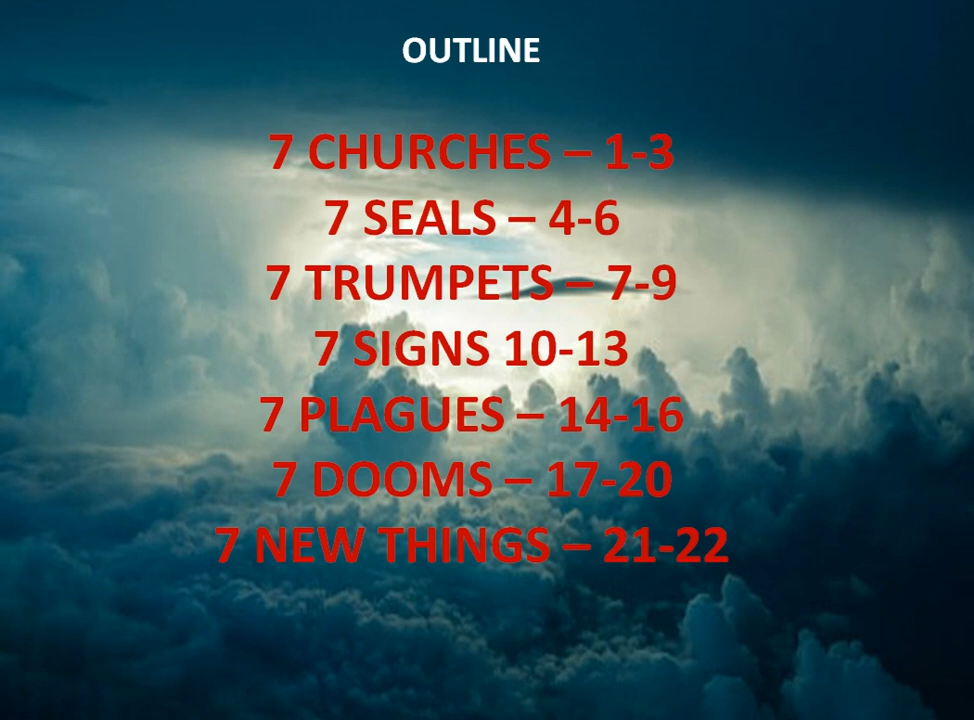 OUTLINE
7 CHURCHES – 1-3
7 SEALS – 4-6
7 TRUMPETS – 7-9
7 SIGNS 10-13
7 PLAGUES – 14-16
7 DOOMS – 17-20
7 NEW THINGS – 21-22